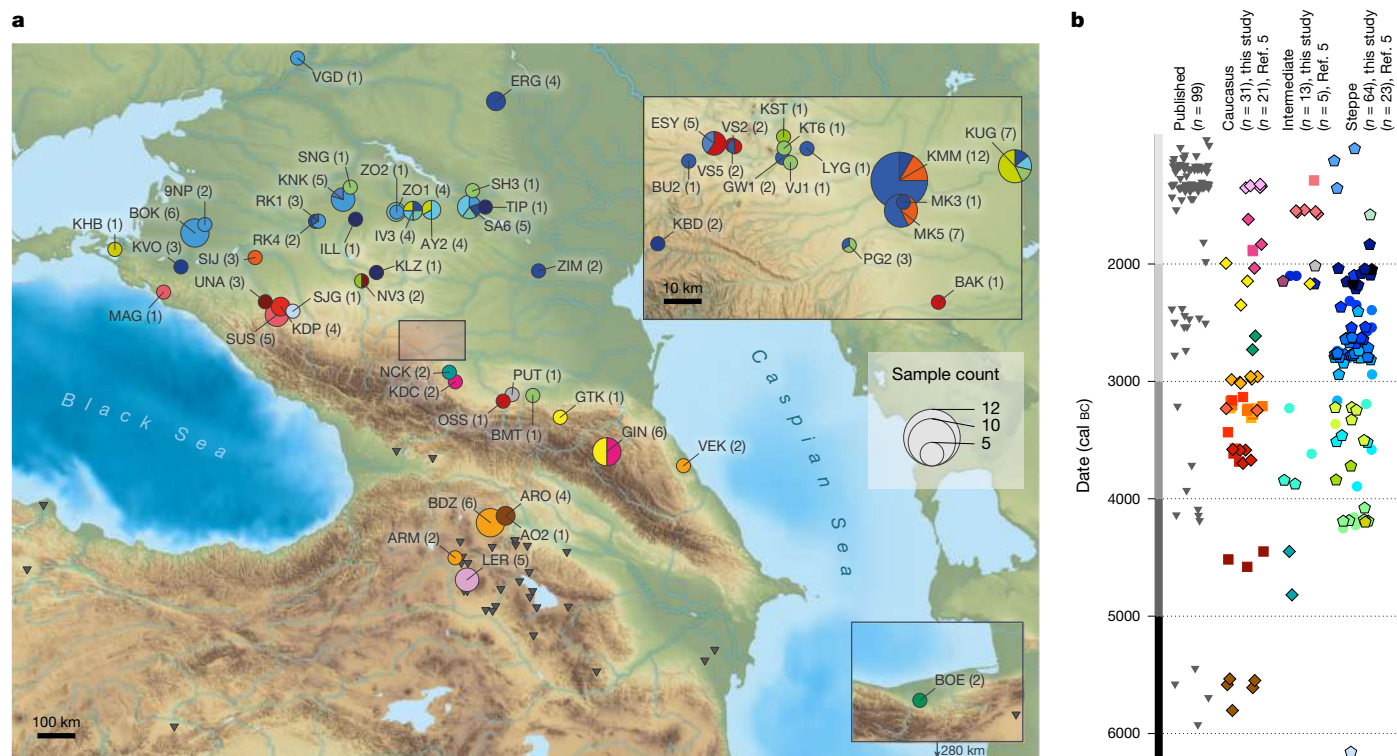 a
VGD (1)
ERG (4)
SNG (1)
ZO2 (1)
9NP (2)
KNK (5)
ZO1 (4)
SH3 (1)
BOK (6)
RK1 (3)
TIP (1)
KHB (1)
SA6 (5)
KVO (3)
RK4 (2)
IV3 (4)
AY2 (4)
SIJ (3)
ILL (1)
KLZ (1)
ZIM (2)
UNA (3)
SJG (1)
NV3 (2)
MAG (1)
KDP (4)
SUS (5)
NCK (2)
PUT (1)
KDC (2)
GTK (1)
OSS (1)
BMT (1)
GIN (6)
VEK (2)
BDZ (6)
ARO (4)
AO2 (1)
ARM (2)
LER (5)
Black Sea
Caspian Sea
100 km
KST (1)
ESY (5)
VS2 (2)
KT6 (1)
KUG (7)
LYG (1)
KMM (12)
VS5 (2)
BU2 (1)
GW1 (2)
VJ1 (1)
MK3 (1)
KBD (2)
MK5 (7)
PG2 (3)
BAK (1)
10 km
Sample count
12
10
5
BOE (2)
280 km
b
Published
(n = 99)
Caucasus
(n = 31), this study
(n = 21), Ref. 5
Intermediate
(n = 13), this study
(n = 5), Ref. 5
Steppe
(n = 64), this study
(n = 23), Ref. 5
Date (cal BC)
2000
3000
4000
5000
6000